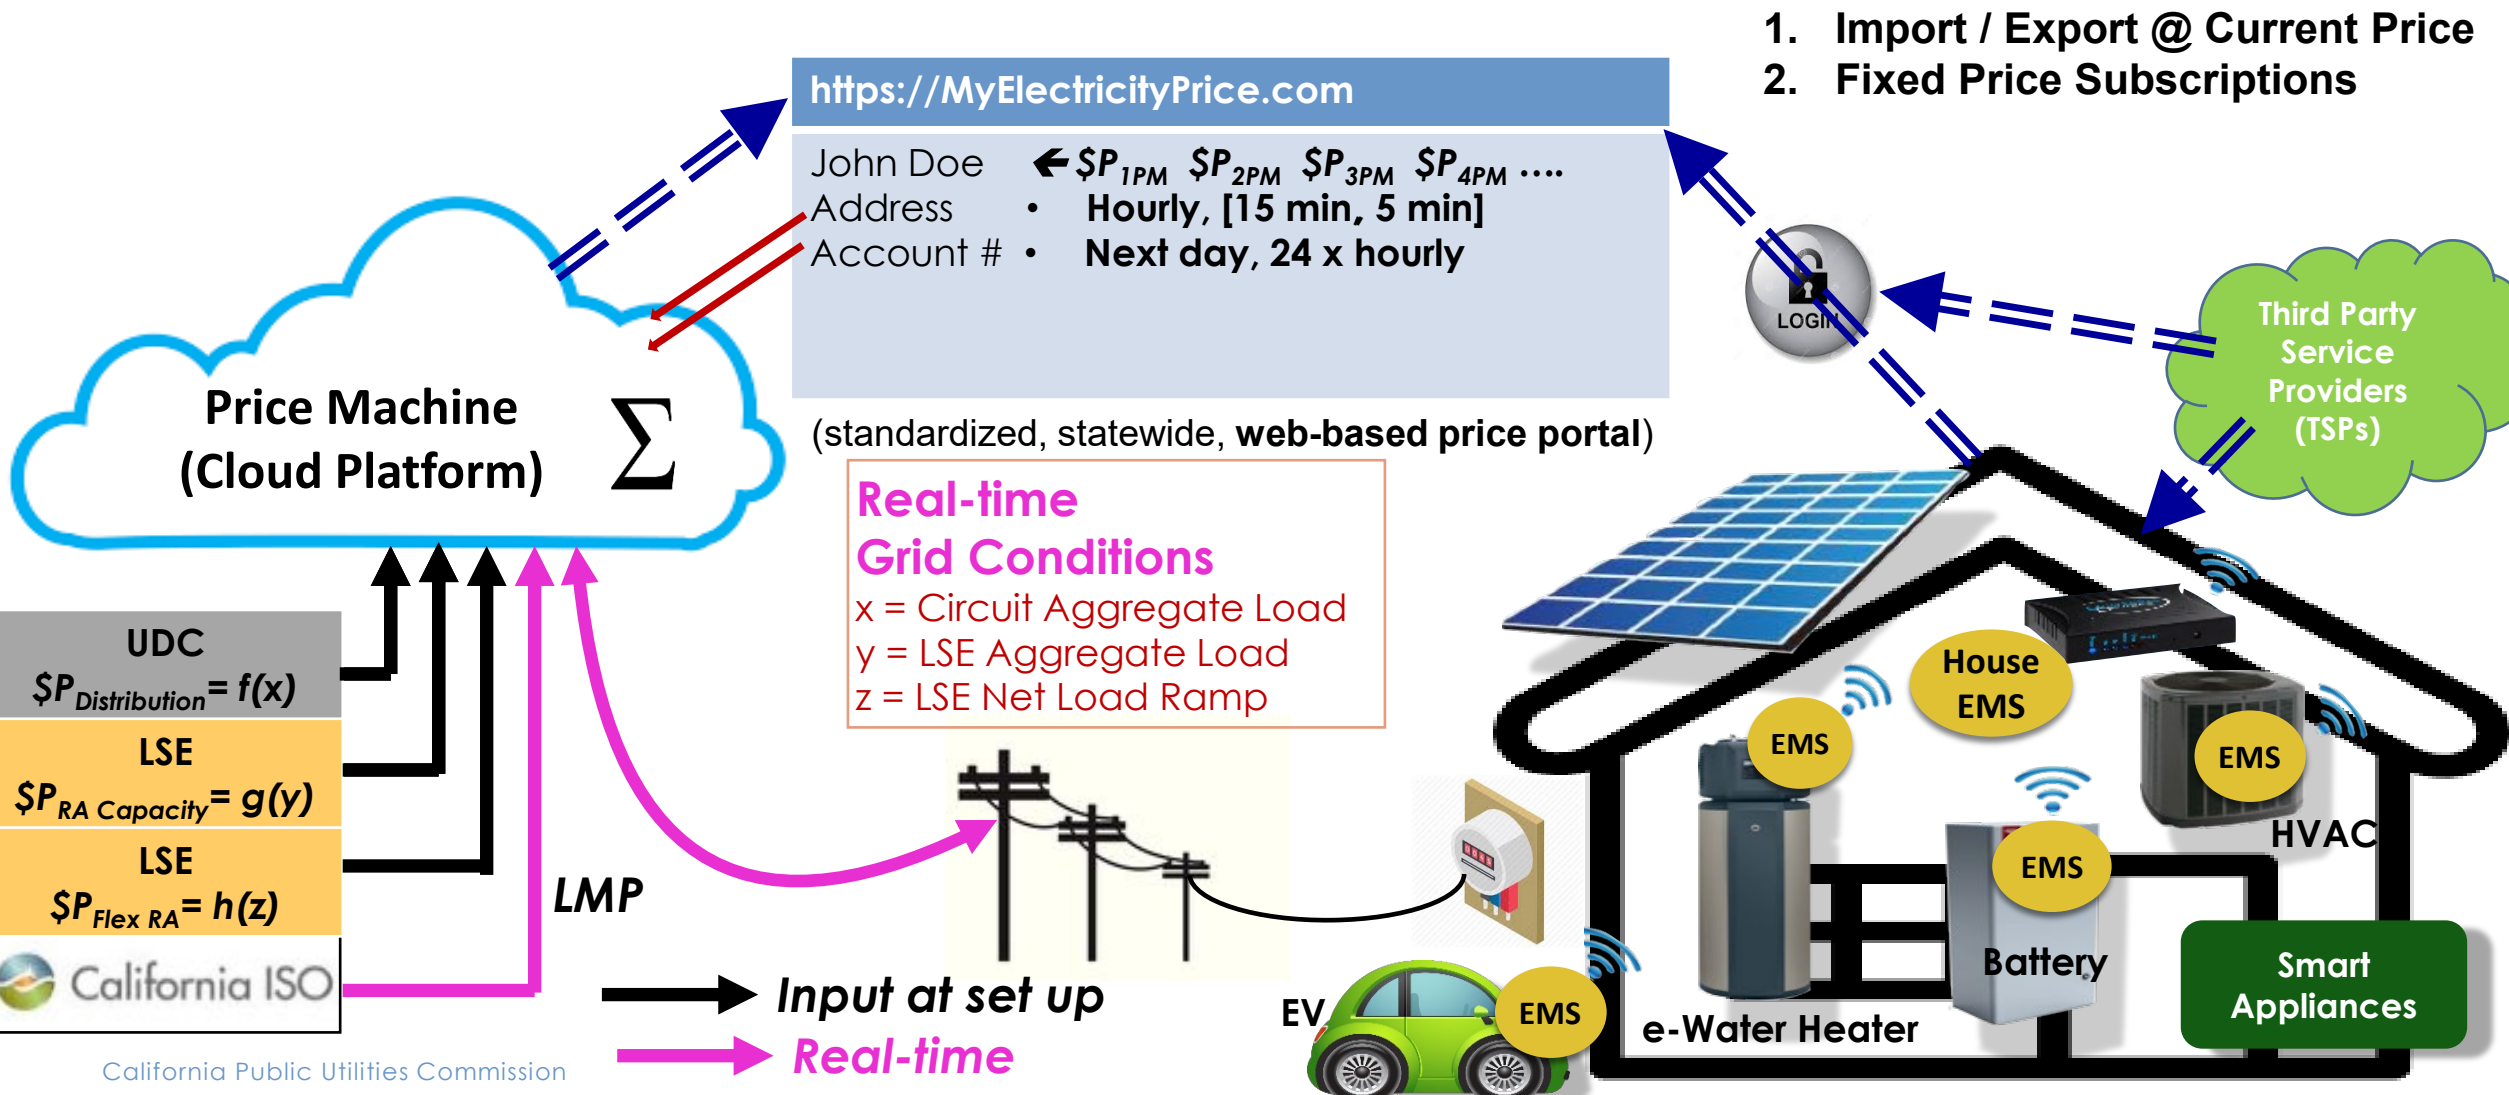 1. Import / Export @ Current Price
2. Fixed Price Subscriptions
https://MyElectricityPrice.com
John Doe ← $P1PM $P2PM $P3PM $P4PM ....
Address • Hourly, [15 min, 5 min]
Account # • Next day, 24 x hourly
(standardized, statewide, web-based price portal)
LOGIN
Third Party
Service
Providers
(TSPs)
Price Machine
(Cloud Platform)
∑
Real-time
Grid Conditions
x = Circuit Aggregate Load
y = LSE Aggregate Load
z = LSE Net Load Ramp
UDC
$PDistribution= f(x)
LSE
$PRA Capacity= g(y)
LSE
$PFlex RA= h(z)
California ISO
LMP
Input at set up
Real-time
House
EMS
EMS
EMS
HVAC
EMS
Battery
EV
EMS
e-Water Heater
Smart
Appliances
California Public Utilities Commission